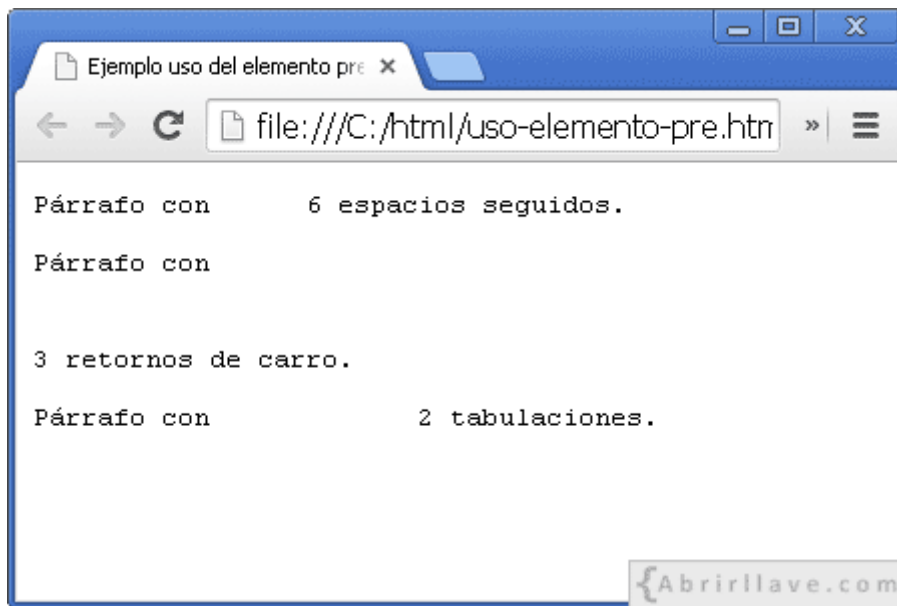 Ejemplo uso del elemento pre
file:///C:/html/uso-elemento-pre.htm
»
Párrafo con      6 espacios seguidos.
Párrafo con
3 retornos de carro.
Párrafo con             2 tabulaciones.
{Abrirllave.com